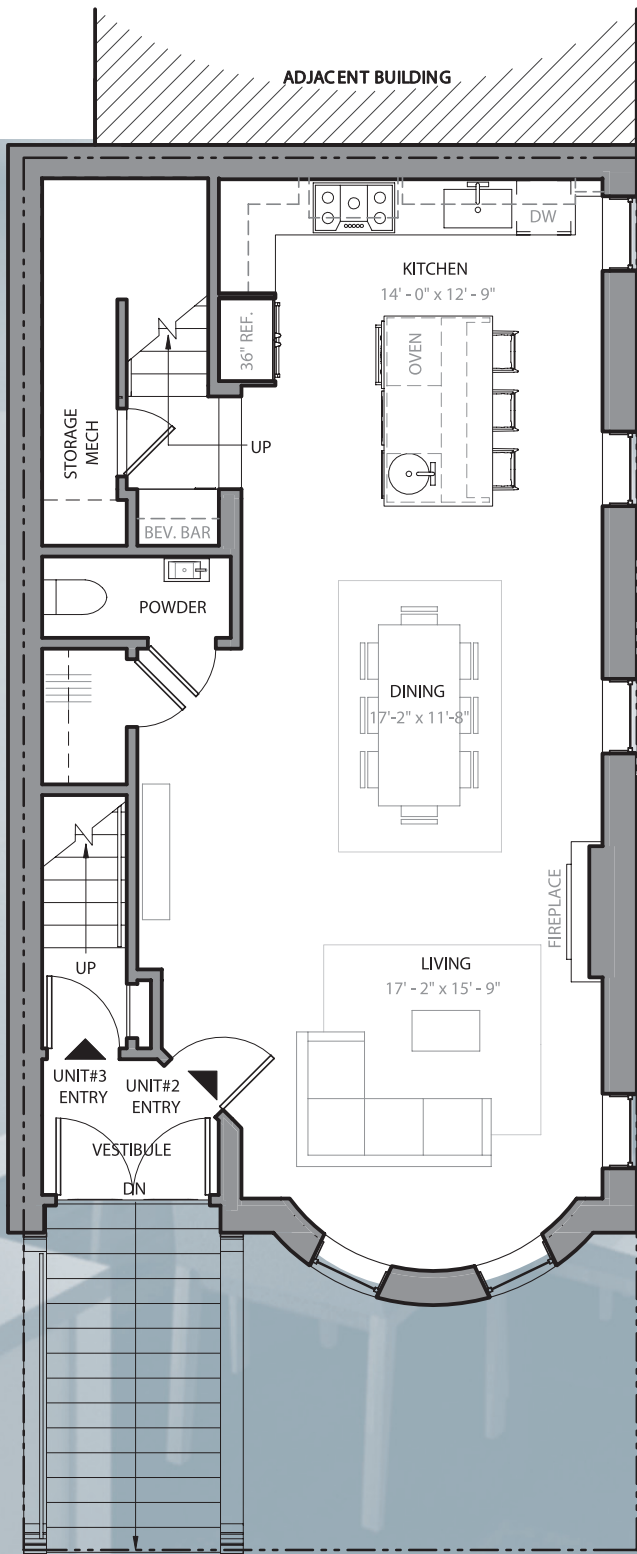 ADJACENT BUILDING
DW
KITCHEN
14' - 0" x 12' - 9"
36" REF.
OVEN
STORAGE
MECH
UP
BEV. BAR
POWDER
DINING
17'-2" x 11'-8"
FIREPLACE
UP
LIVING
17' - 2" x 15' - 9"
UNIT#3
ENTRY
UNIT#2
ENTRY
VESTIBULE
DN